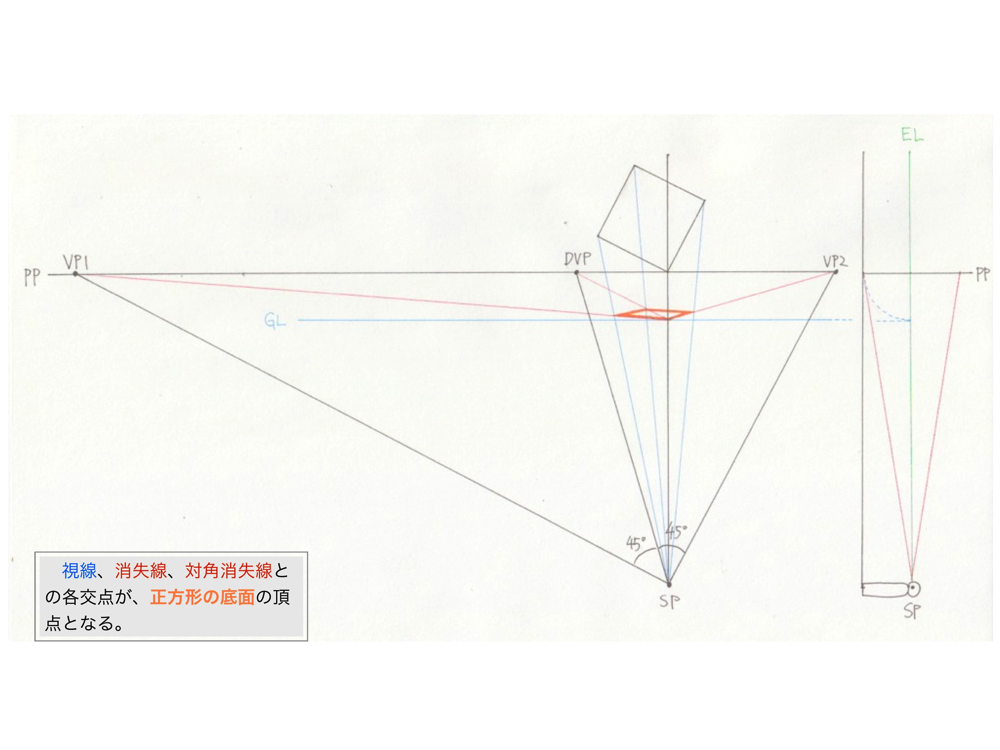 EL
VP1
DVP
VP2
PP
PP
GL
45°
45°
SP
SP
視線、消失線、対角消失線と
の各交点が、正方形の底面の頂
点となる。